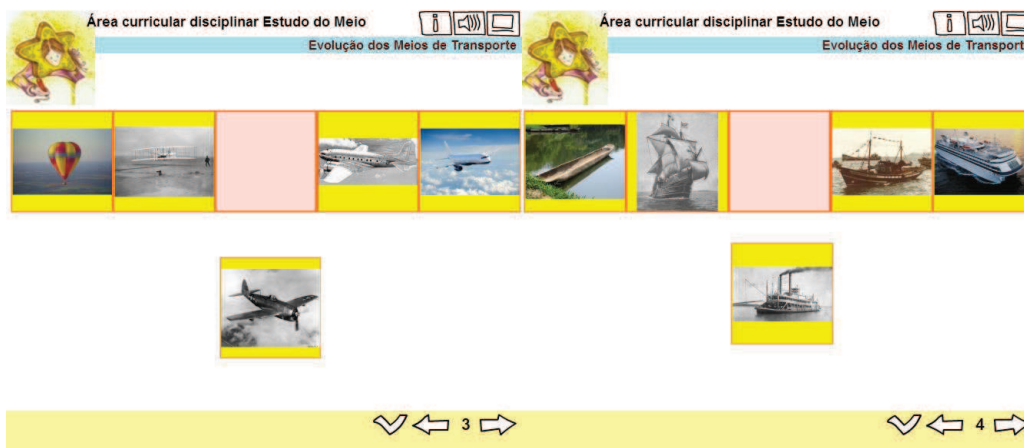 Área curricular disciplinar Estudo do Meio
Evolução dos Meios de Transporte
3
Área curricular disciplinar Estudo do Meio
Evolução dos Meios de Transport
4